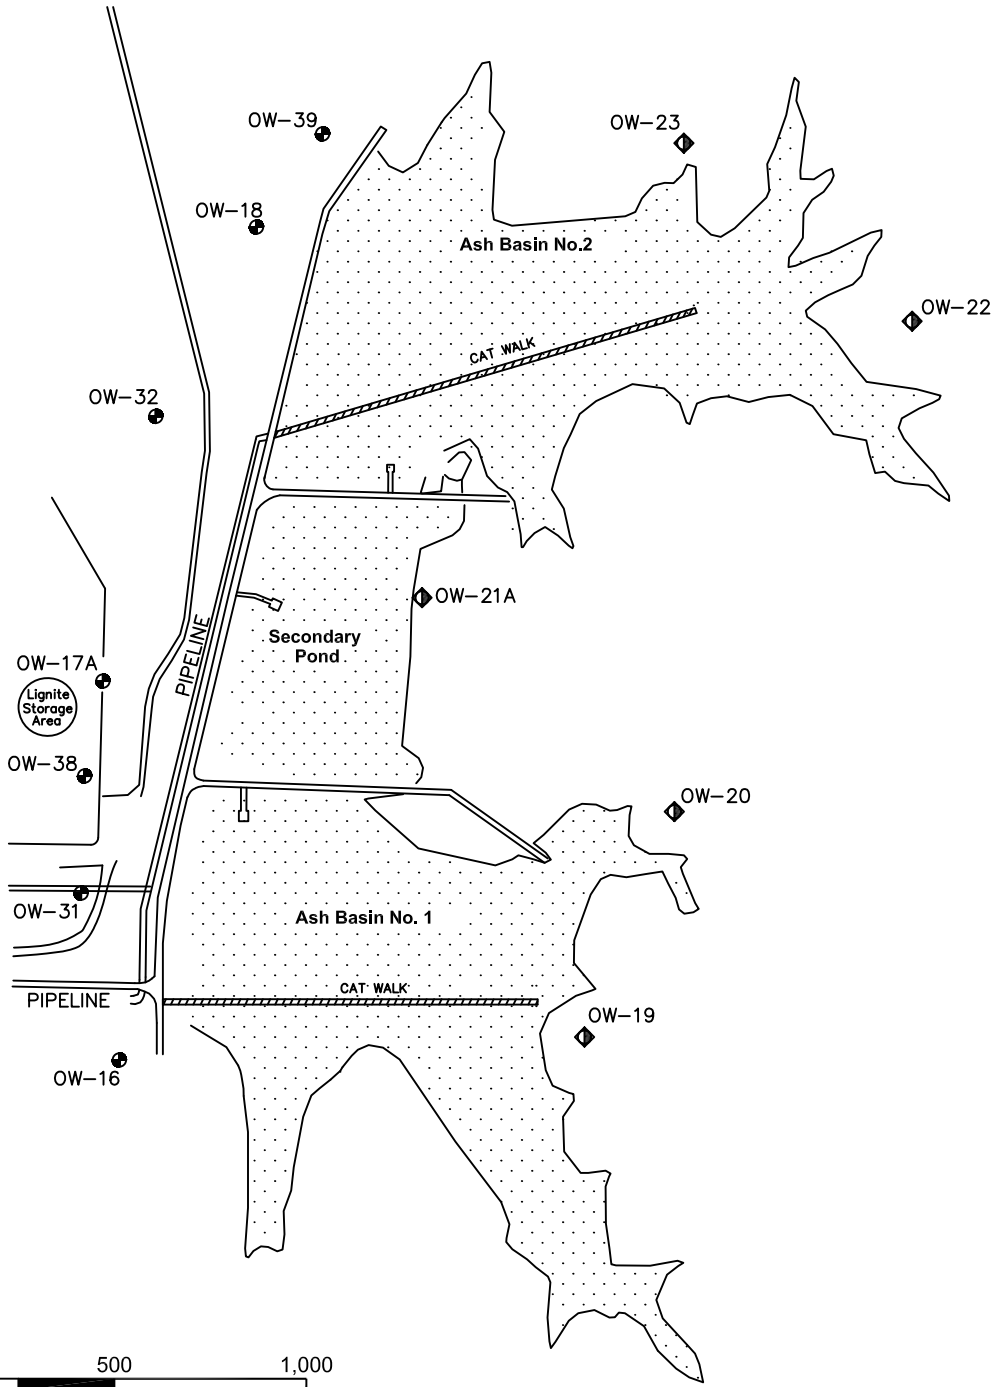 OW-39
OW-23
OW-18
Ash Basin No.2
OW-22
CAT WALK
OW-32
OW-21A
PIPELINE
Secondary
Pond
OW-17A
Lignite
Storage
Area
OW-38
OW-20
OW-31
Ash Basin No. 1
CAT WALK
PIPELINE
OW-19
OW-16
500
1,000